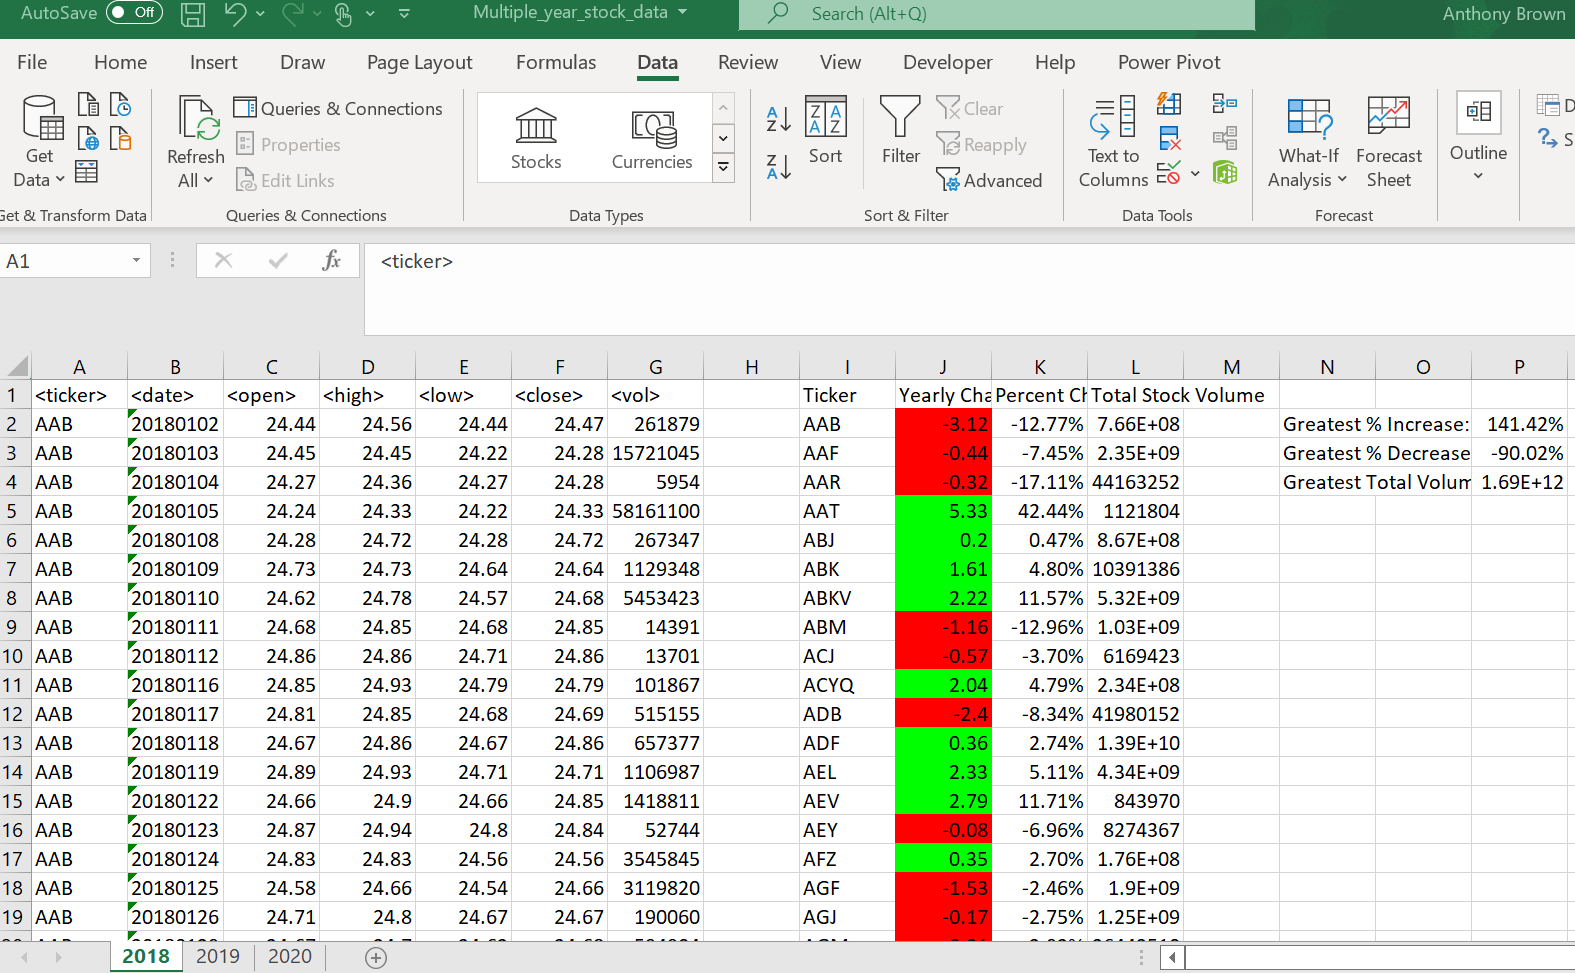 AutoSave Off Multiple_year_stock_data Search (Alt+Q) Anthony Brown
File Home Insert Draw Page Layout Formulas Data Review View Developer Help Power Pivot
Get Data
Refresh All
Queries & Connections
Properties
Edit Links
Stocks Currencies
Sort
Filter
Clear
Reapply
Advanced
Text to Columns
What-If Analysis
Forecast Sheet
Outline
Get & Transform Data Queries & Connections Data Types Sort & Filter Data Tools Forecast
A1 fx <ticker>
A B C D E F G H I J K L M N O P
1 <ticker> <date> <open> <high> <low> <close> <vol> Ticker Yearly Cha Percent Ch Total Stock Volume
2 AAB 20180102 24.44 24.56 24.44 24.47 261879 AAB -3.12 -12.77% 7.66E+08 Greatest % Increase: 141.42%
3 AAB 20180103 24.45 24.45 24.22 24.28 15721045 AAF -0.44 -7.45% 2.35E+09 Greatest % Decrease -90.02%
4 AAB 20180104 24.27 24.36 24.27 24.28 5954 AAR -0.32 -17.11% 44163252 Greatest Total Volum 1.69E+12
5 AAB 20180105 24.24 24.33 24.22 24.33 58161100 AAT 5.33 42.44% 1121804
6 AAB 20180108 24.28 24.72 24.28 24.72 267347 ABJ 0.2 0.47% 8.67E+08
7 AAB 20180109 24.73 24.73 24.64 24.64 1129348 ABK 1.61 4.80% 10391386
8 AAB 20180110 24.62 24.78 24.57 24.68 5453423 ABKV 2.22 11.57% 5.32E+09
9 AAB 20180111 24.68 24.85 24.68 24.85 14391 ABM -1.16 -12.96% 1.03E+09
10 AAB 20180112 24.86 24.86 24.71 24.86 13701 ACJ -0.57 -3.70% 6169423
11 AAB 20180116 24.85 24.93 24.79 24.79 101867 ACYQ 2.04 4.79% 2.34E+08
12 AAB 20180117 24.81 24.85 24.68 24.69 515155 ADB -2.4 -8.34% 41980152
13 AAB 20180118 24.67 24.86 24.67 24.86 657377 ADF 0.36 2.74% 1.39E+10
14 AAB 20180119 24.89 24.93 24.71 24.71 1106987 AEL 2.33 5.11% 4.34E+09
15 AAB 20180122 24.66 24.9 24.66 24.85 1418811 AEV 2.79 11.71% 843970
16 AAB 20180123 24.87 24.94 24.8 24.84 52744 AEY -0.08 -6.96% 8274367
17 AAB 20180124 24.83 24.83 24.56 24.56 3545845 AFZ 0.35 2.70% 1.76E+08
18 AAB 20180125 24.58 24.66 24.54 24.66 3119820 AGF -1.53 -2.46% 1.9E+09
19 AAB 20180126 24.71 24.8 24.67 24.67 190060 AGJ -0.17 -2.75% 1.25E+09
2018 2019 2020